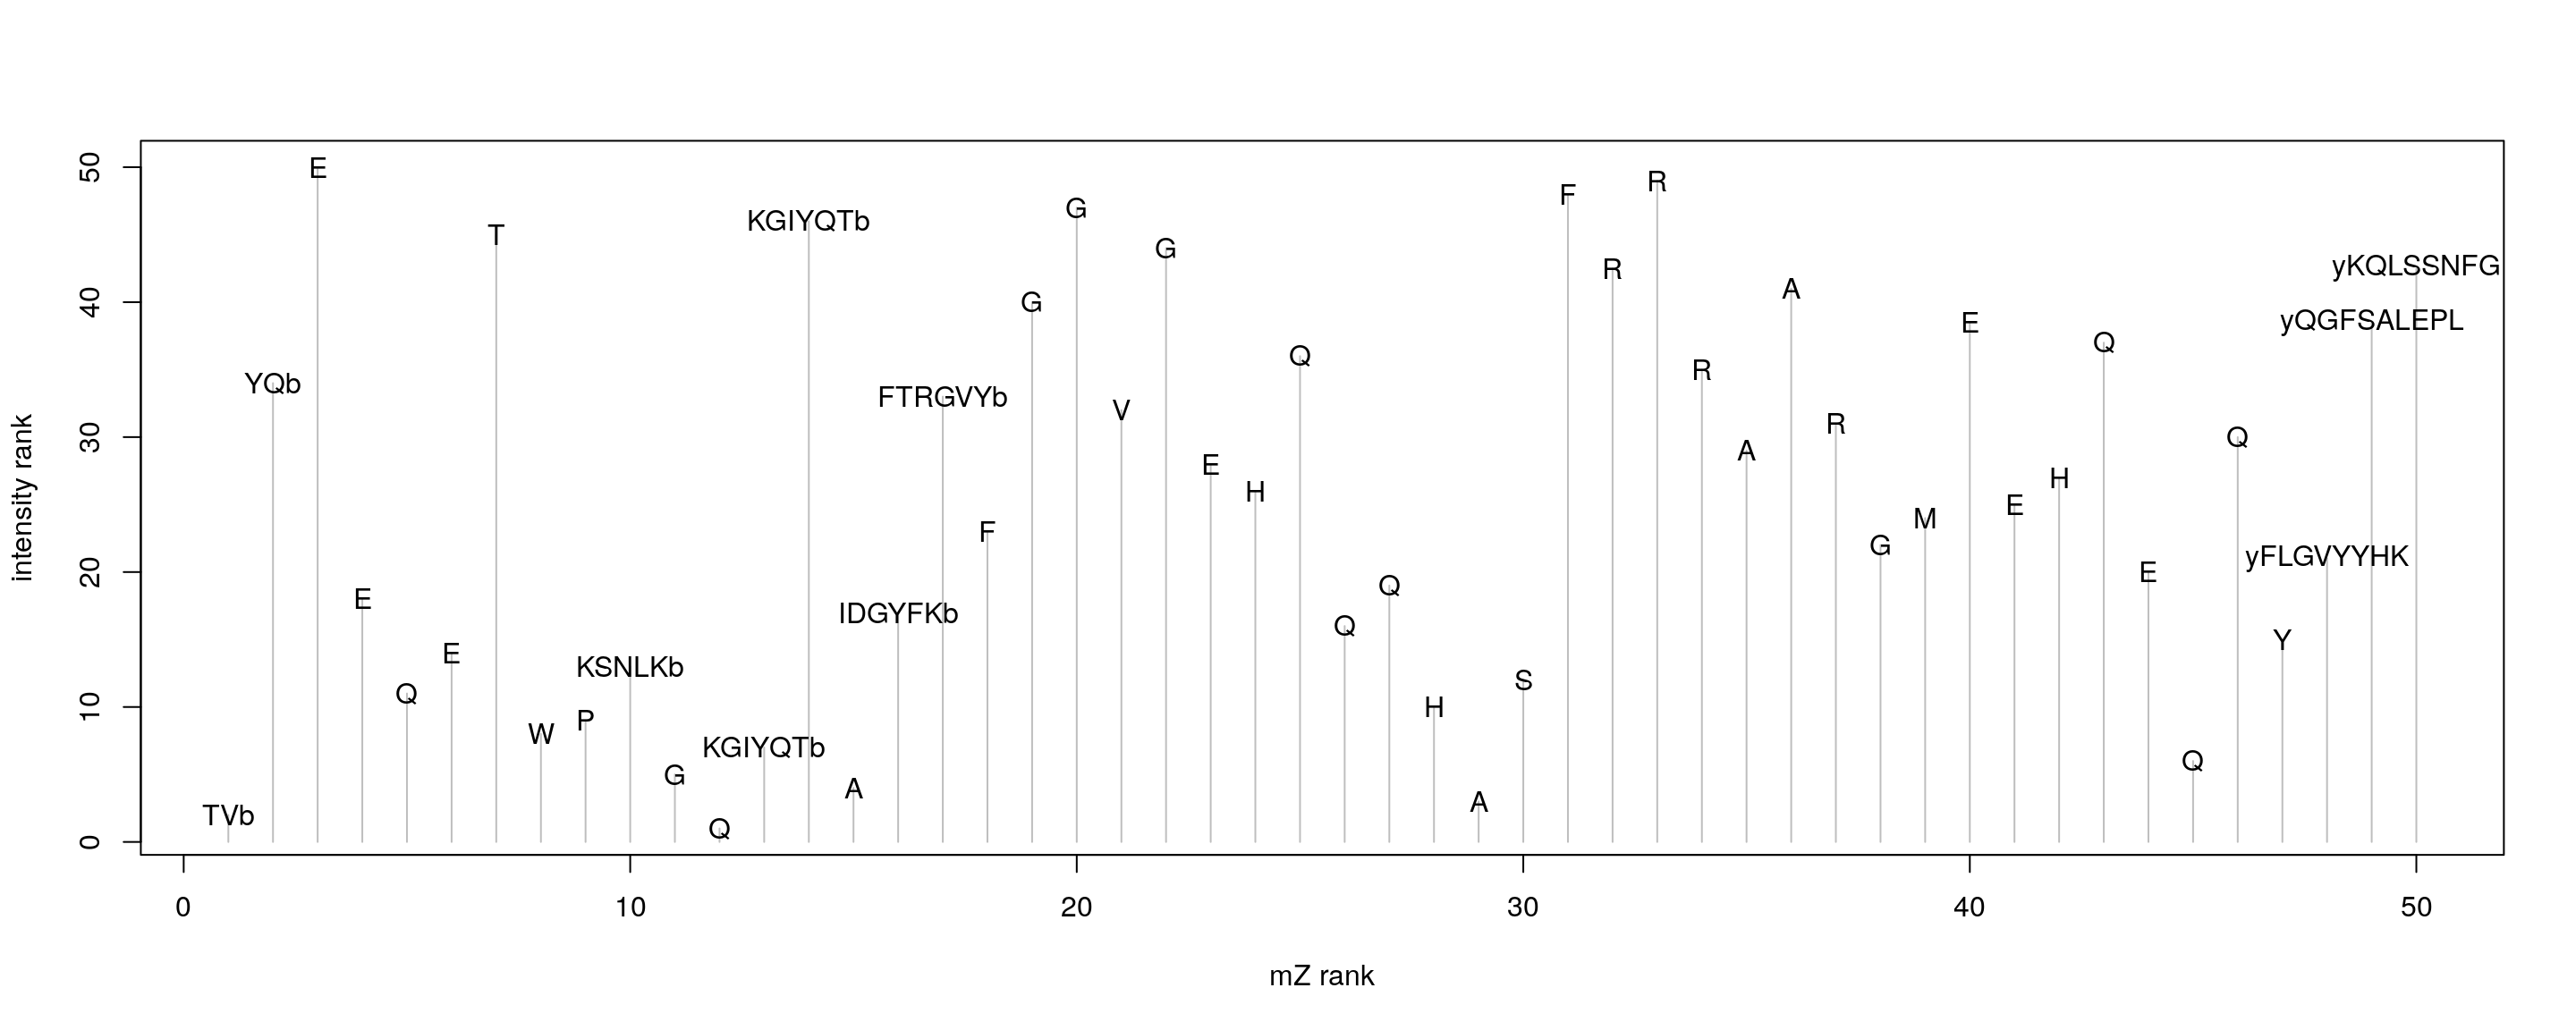 50
E
R
F
G
KGIYQTb
T
G
yKQLSSNFG
R
A
40
G
yQGFSALEPL
E
Q
Q
R
YQb
FTRGVYb
V
R
30
Q
A
E
H
H
E
M
F
G
yFLGVYYHK
20
E
Q
E
IDGYFKb
Q
Y
E
KSNLKb
S
Q
10
H
P
W
KGIYQTb
Q
G
A
A
TVb
Q
0
intensity rank
0 10 20 30 40 50
mZ rank